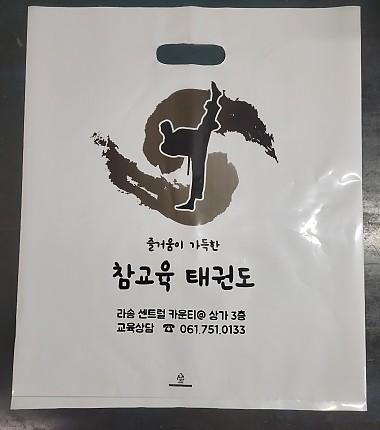 즐거움이 가득한
참교육 태권도
라송 센트럴 카운티@ 상가 3층
교육상담 ☎ 061.751.0133